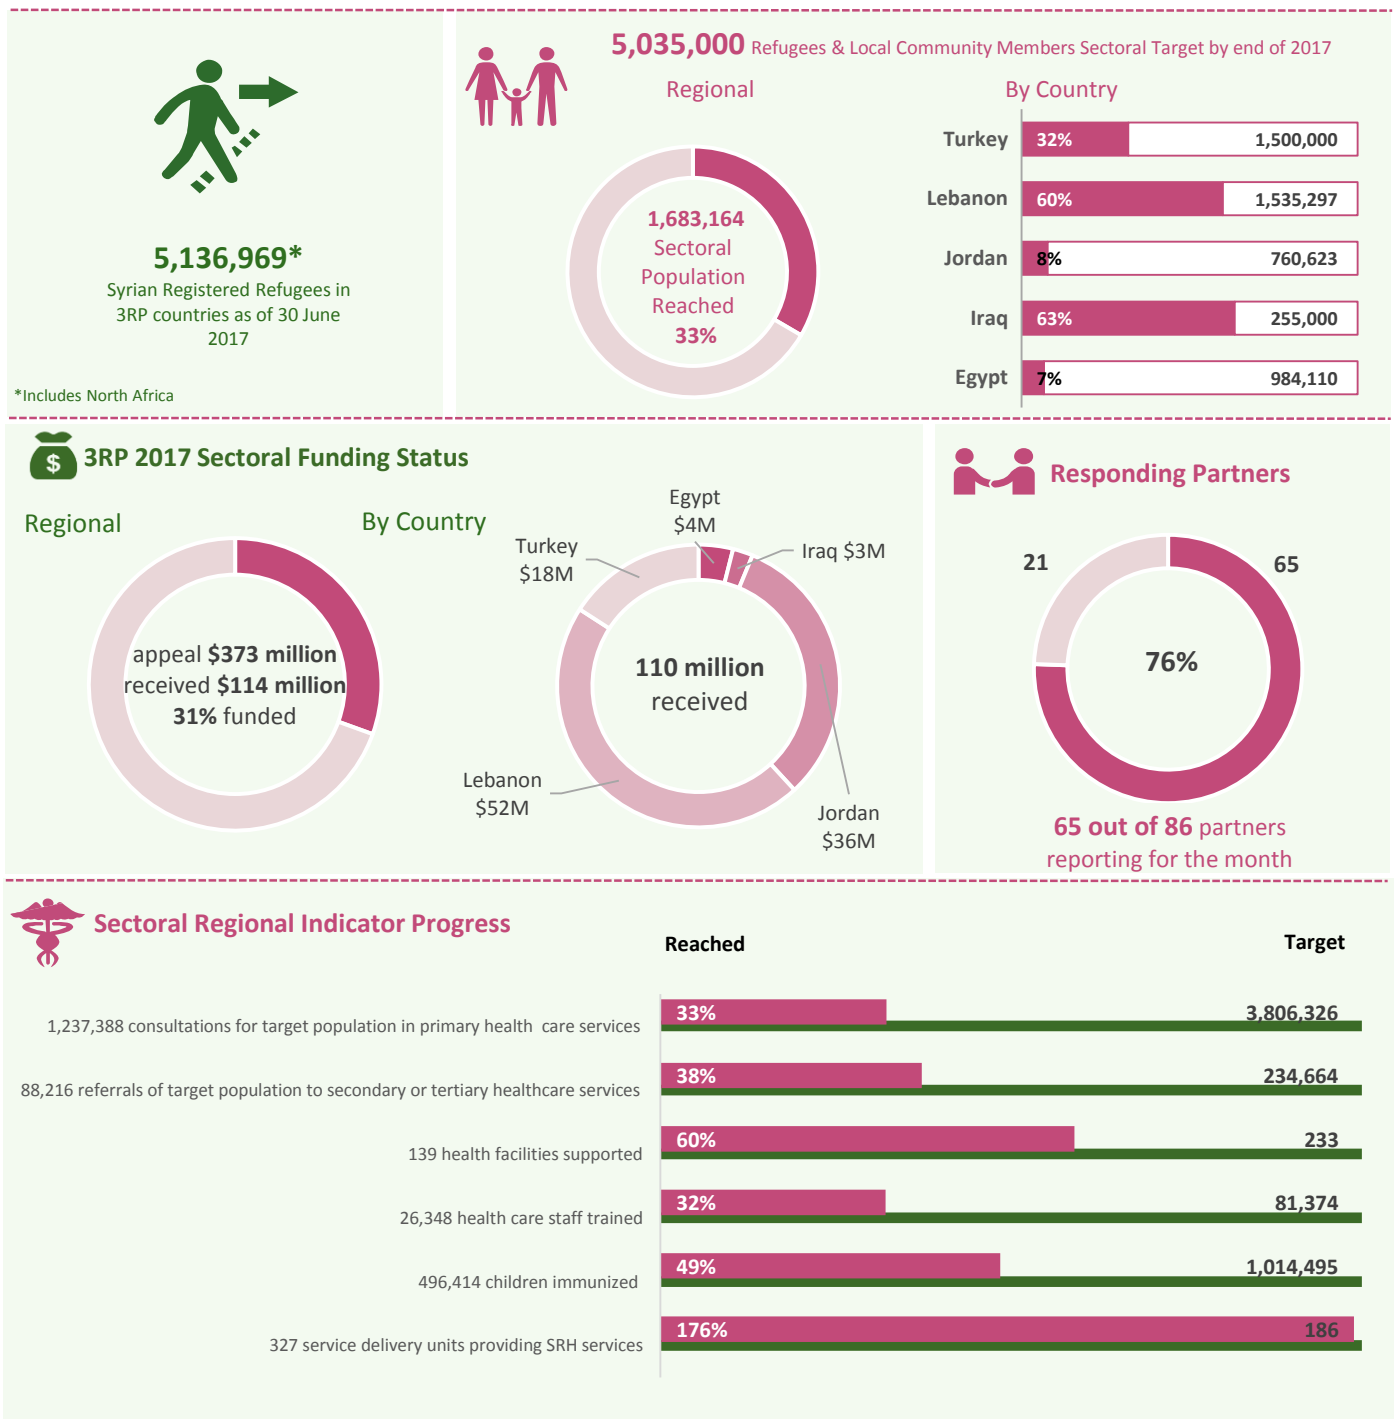 5,136,969*
Syrian Registered Refugees in
3RP countries as of 30 June
2017
*Includes North Africa
5,035,000 Refugees & Local Community Members Sectoral Target by end of 2017
Regional
1,683,164
Sectoral
Population
Reached
33%
By Country
Turkey 32% 1,500,000
Lebanon 60% 1,535,297
Jordan 8% 760,623
Iraq 63% 255,000
Egypt 7% 984,110
$ 3RP 2017 Sectoral Funding Status
Regional
appeal $373 million
received $114 million
31% funded
By Country
Egypt
$4M
Iraq $3M
Turkey
$18M
110 million
received
Lebanon
$52M
Jordan
$36M
Responding Partners
21
65
76%
65 out of 86 partners
reporting for the month
Sectoral Regional Indicator Progress
Reached Target
1,237,388 consultations for target population in primary health care services 33% 3,806,326
88,216 referrals of target population to secondary or tertiary healthcare services 38% 234,664
139 health facilities supported 60% 233
26,348 health care staff trained 32% 81,374
496,414 children immunized 49% 1,014,495
327 service delivery units providing SRH services 176% 186